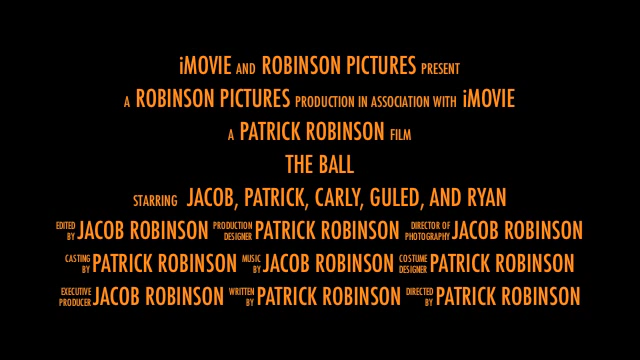 iMOVIE AND ROBINSON PICTURES PRESENT
A ROBINSON PICTURES PRODUCTION IN ASSOCIATION WITH iMOVIE
A PATRICK ROBINSON FILM
THE BALL
STARRING JACOB, PATRICK, CARLY, GULED, AND RYAN
EDITED BY JACOB ROBINSON PRODUCTION DESIGNER PATRICK ROBINSON DIRECTOR OF PHOTOGRAPHY JACOB ROBINSON
CASTING BY PATRICK ROBINSON MUSIC BY JACOB ROBINSON COSTUME DESIGNER PATRICK ROBINSON
EXECUTIVE PRODUCER JACOB ROBINSON WRITTEN BY PATRICK ROBINSON DIRECTED BY PATRICK ROBINSON